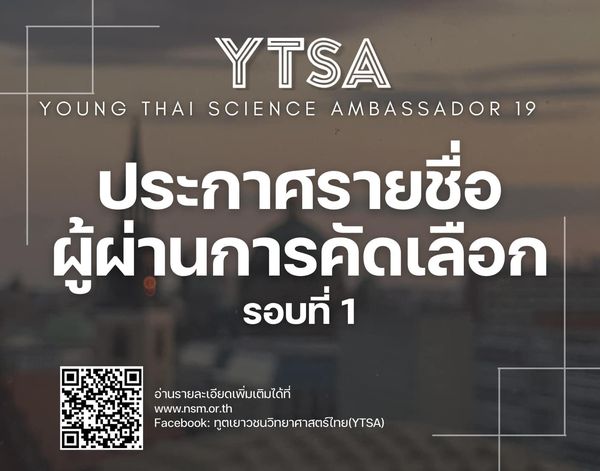 YTSA
YOUNG THAI SCIENCE AMBASSADOR 19
ประกาศรายชื่อ
ผู้ผ่านการคัดเลือก
รอบที่ 1
อ่านรายละเอียดเพิ่มเติมได้ที่
www.nsm.or.th
Facebook: ทูตเยาวชนวิทยาศาสตร์ไทย(YTSA)